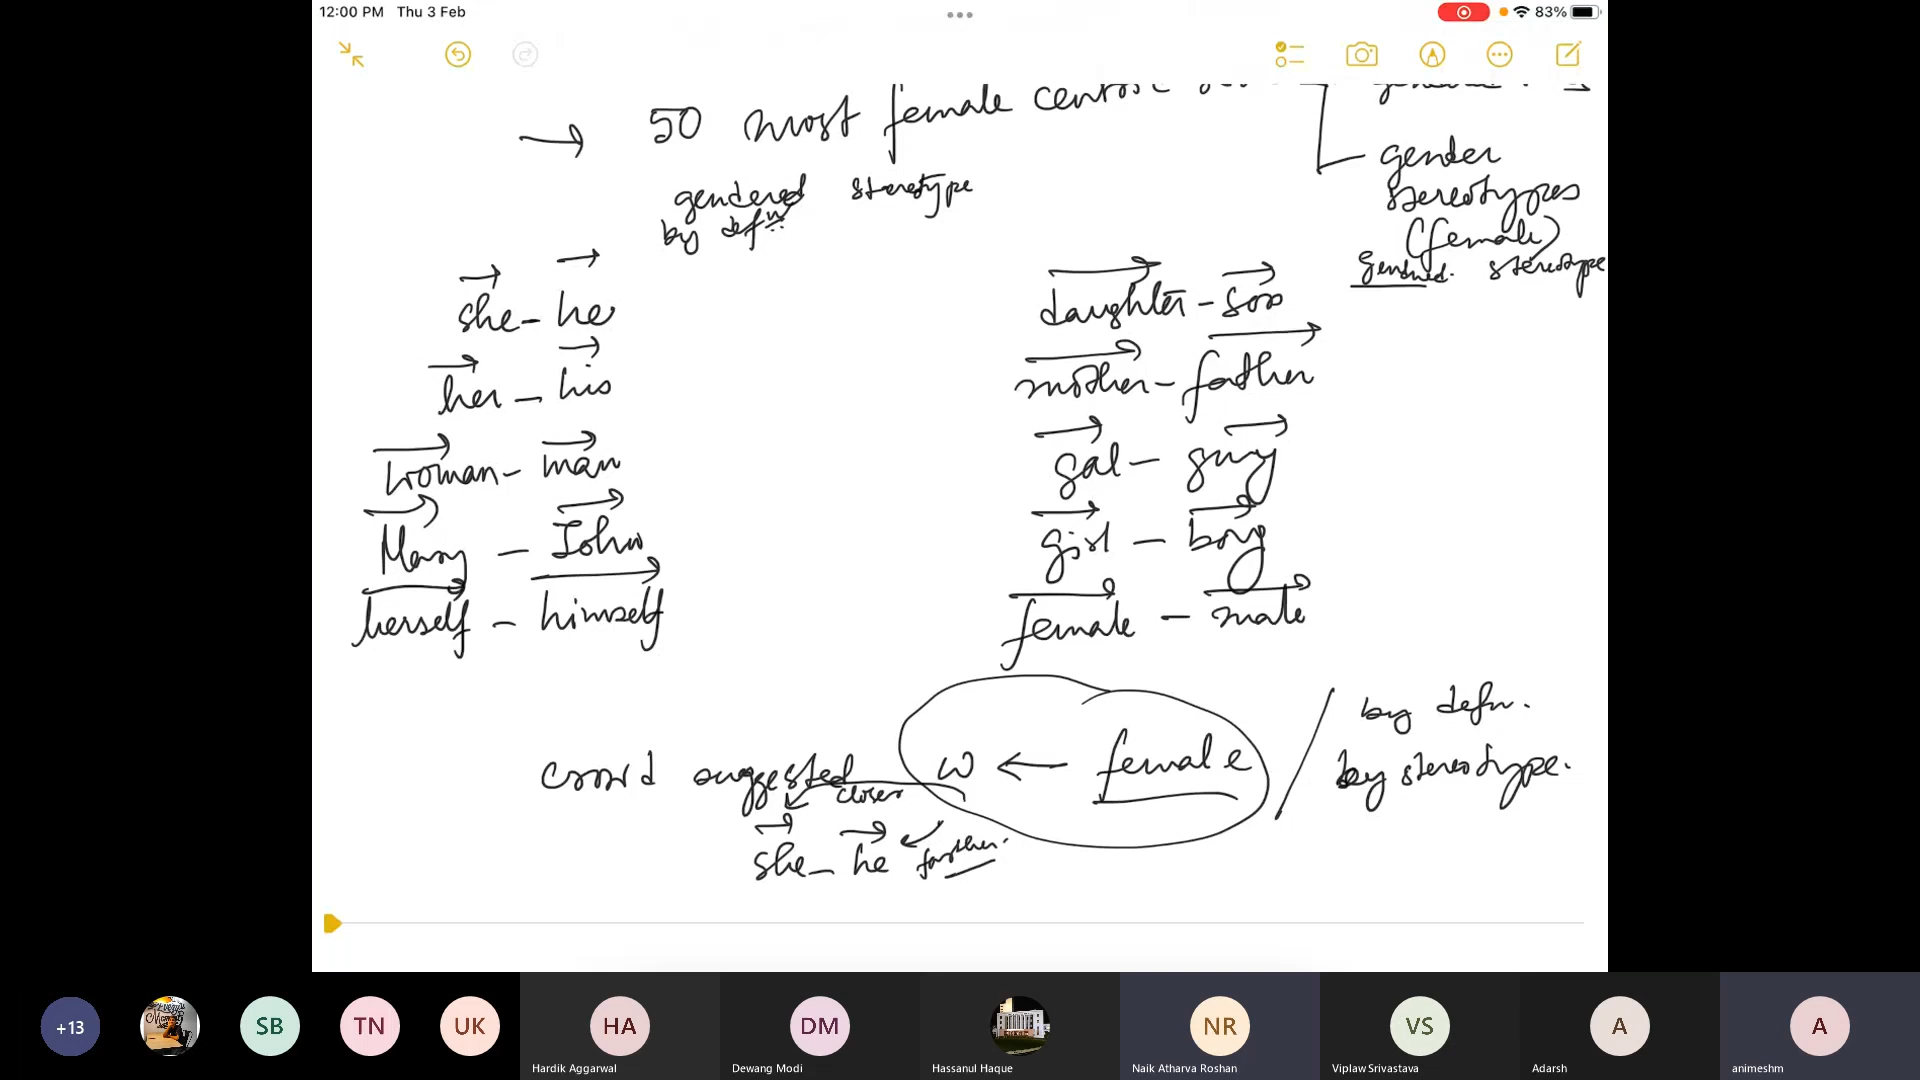 12:00 PM Thu 3 Feb
83%
→ 50 most female centric
gender
stereotypes
(female)
gendered stereotype
by defn
gendered. stereotype
she - he
her - his
woman - man
Mary - John
herself - himself
daughter - son
mother - father
gal - guy
girl - boy
female - male
crowd suggested w ← female / by defn.
by stereotype.
closer
she - he farther.
+13
SB
TN
UK
HA
Hardik Aggarwal
DM
Dewang Modi
Hassanul Haque
NR
Naik Atharva Roshan
VS
Viplaw Srivastava
A
Adarsh
A
animeshm